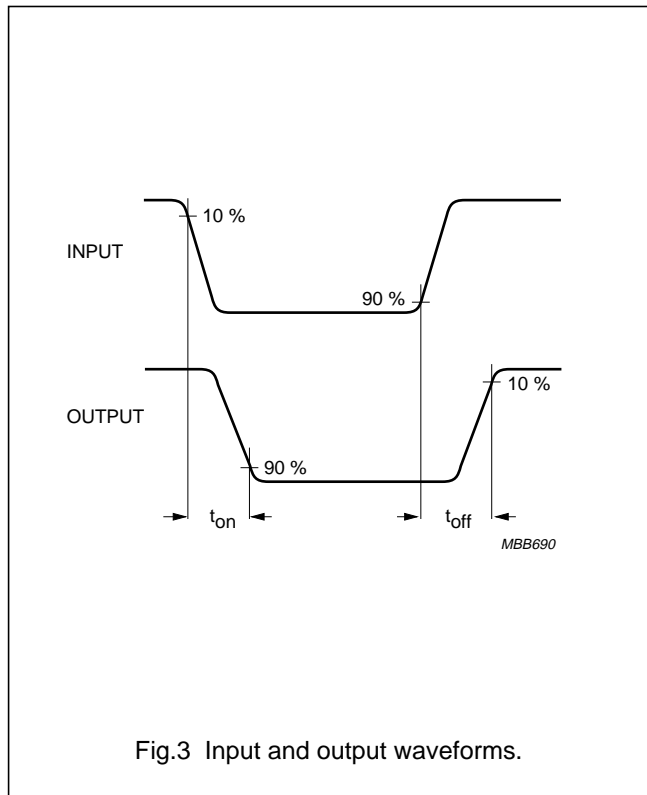 10 %
INPUT
90 %
10 %
OUTPUT
90 %
ton
toff
MBB690
Fig.3 Input and output waveforms.